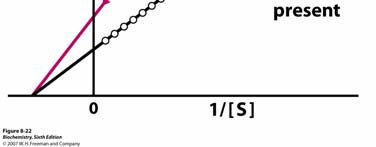 present
0 1/[S]
Figure 8-22
Biochemistry, Sixth Edition
© 2007 W.H.Freeman and Company